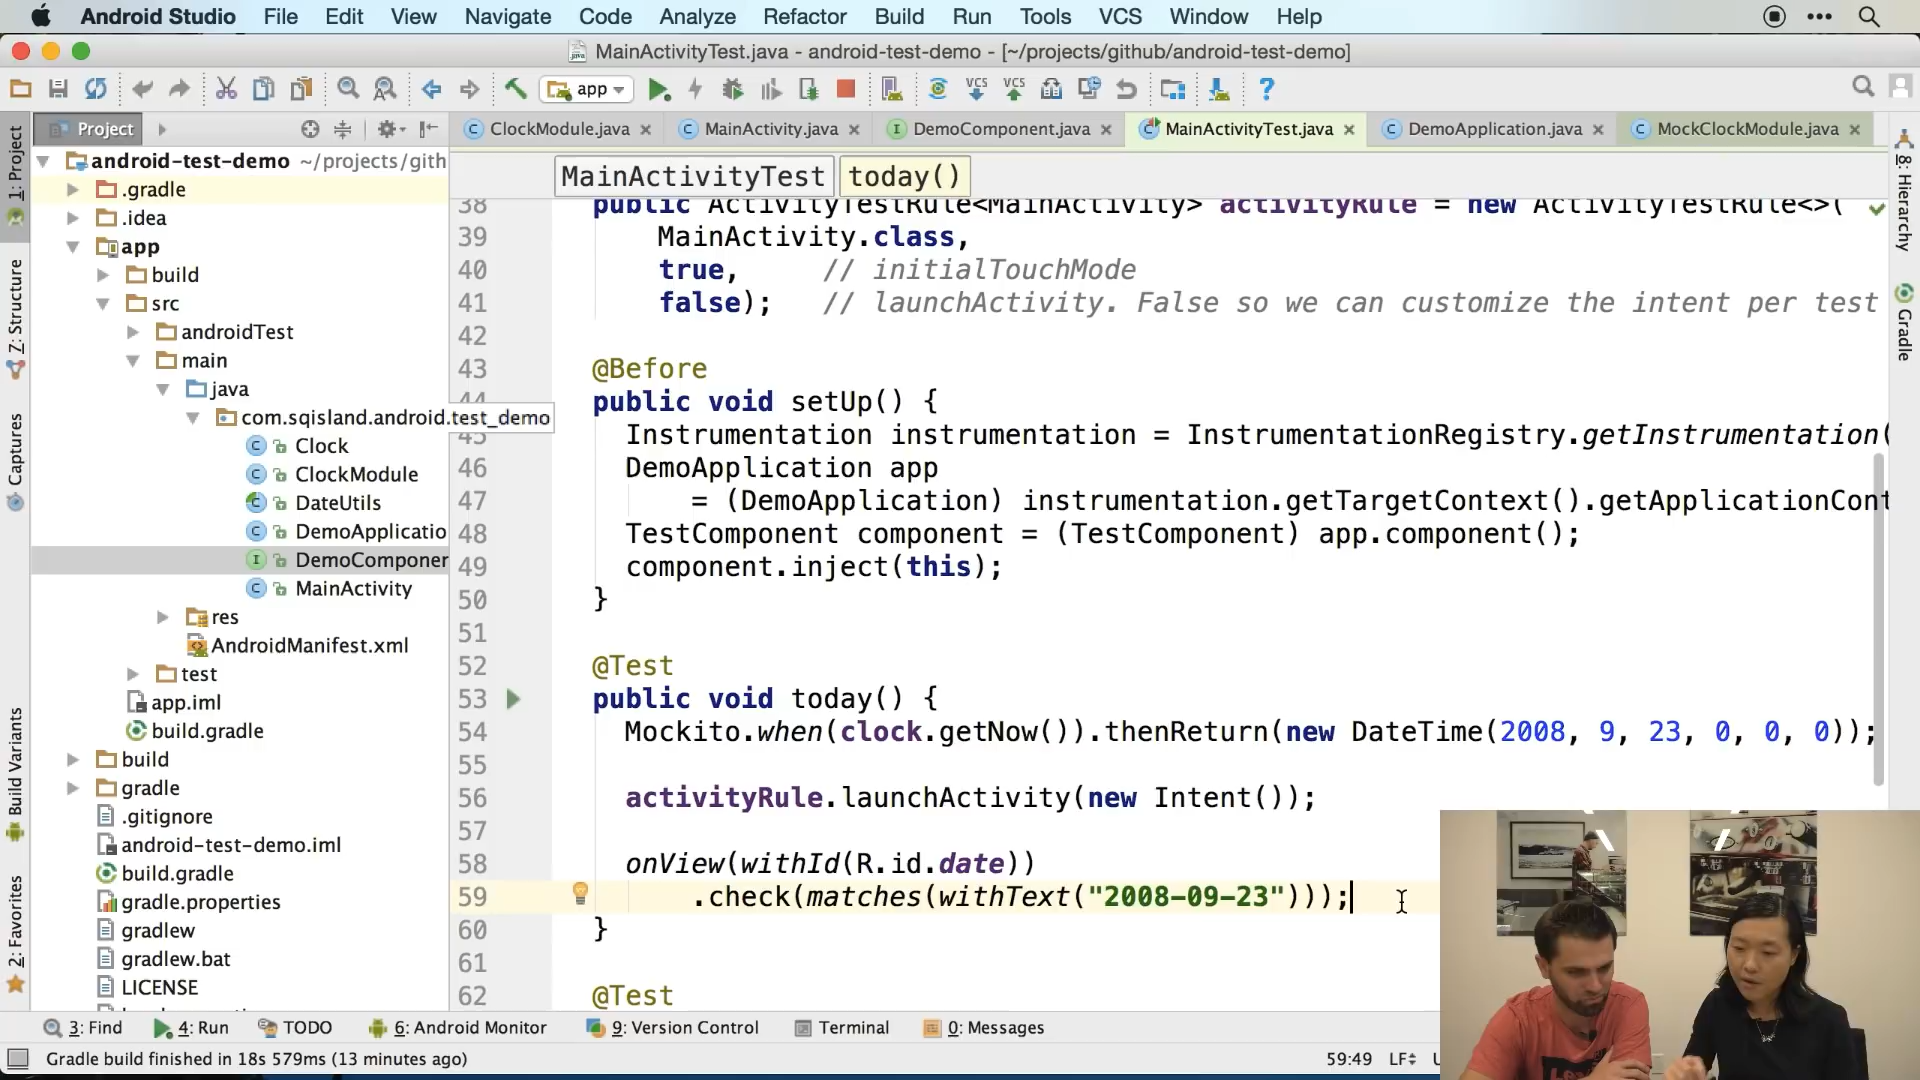 Android Studio File Edit View Navigate Code Analyze Refactor Build Run Tools VCS Window Help
MainActivityTest.java - android-test-demo - [~/projects/github/android-test-demo]
app
VCS VCS
?
Project
ClockModule.java MainActivity.java DemoComponent.java MainActivityTest.java DemoApplication.java MockClockModule.java
MainActivityTest today()
1: Project
Z: Structure
Captures
Build Variants
2: Favorites
8: Hierarchy
Gradle
android-test-demo ~/projects/gith
.gradle
.idea
app
build
src
androidTest
main
java
com.sqisland.android.test_demo
Clock
ClockModule
DateUtils
DemoApplicatio
DemoComponer
MainActivity
res
AndroidManifest.xml
test
app.iml
build.gradle
build
gradle
.gitignore
android-test-demo.iml
build.gradle
gradle.properties
gradlew
gradlew.bat
LICENSE
38 public ActivityTestRule<MainActivity> activityRule = new ActivityTestRule<>(
39 MainActivity.class,
40 true, // initialTouchMode
41 false); // launchActivity. False so we can customize the intent per test
42
43 @Before
44 public void setUp() {
45 Instrumentation instrumentation = InstrumentationRegistry.getInstrumentation(
46 DemoApplication app
47 = (DemoApplication) instrumentation.getTargetContext().getApplicationCont
48 TestComponent component = (TestComponent) app.component();
49 component.inject(this);
50 }
51
52 @Test
53 public void today() {
54 Mockito.when(clock.getNow()).thenReturn(new DateTime(2008, 9, 23, 0, 0, 0));
55
56 activityRule.launchActivity(new Intent());
57
58 onView(withId(R.id.date))
59 .check(matches(withText("2008-09-23")));
60 }
61
62 @Test
3: Find 4: Run TODO 6: Android Monitor 9: Version Control Terminal 0: Messages
Gradle build finished in 18s 579ms (13 minutes ago) 59:49 LF